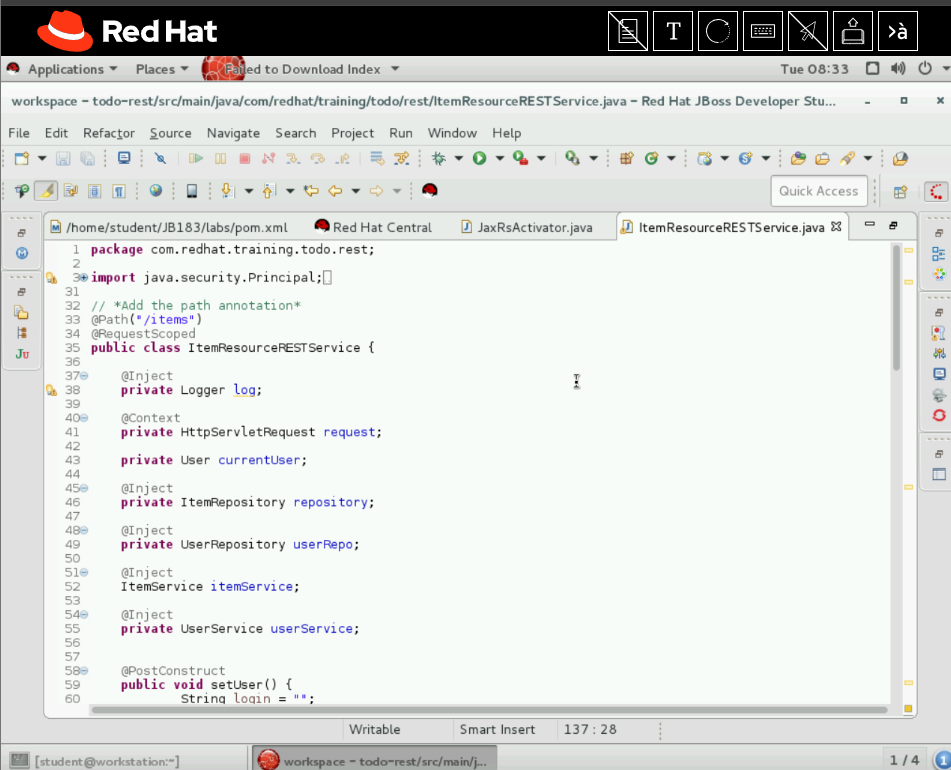 Red Hat
T
>à
Applications Places Failed to Download Index Tue 08:33
workspace – todo-rest/src/main/java/com/redhat/training/todo/rest/ItemResourceRESTService.java – Red Hat JBoss Developer Stu...
File Edit Refactor Source Navigate Search Project Run Window Help
Quick Access
/home/student/JB183/labs/pom.xml Red Hat Central JaxRsActivator.java ItemResourceRESTService.java
1 package com.redhat.training.todo.rest;
2
3 import java.security.Principal;
31
32 // *Add the path annotation*
33 @Path("/items")
34 @RequestScoped
35 public class ItemResourceRESTService {
36
37 @Inject
38 private Logger log;
39
40 @Context
41 private HttpServletRequest request;
42
43 private User currentUser;
44
45 @Inject
46 private ItemRepository repository;
47
48 @Inject
49 private UserRepository userRepo;
50
51 @Inject
52 ItemService itemService;
53
54 @Inject
55 private UserService userService;
56
57
58 @PostConstruct
59 public void setUser() {
60 String login = "";
Ju
Writable Smart Insert 137 : 28
[student@workstation:~] workspace – todo-rest/src/main/j... 1 / 4 1